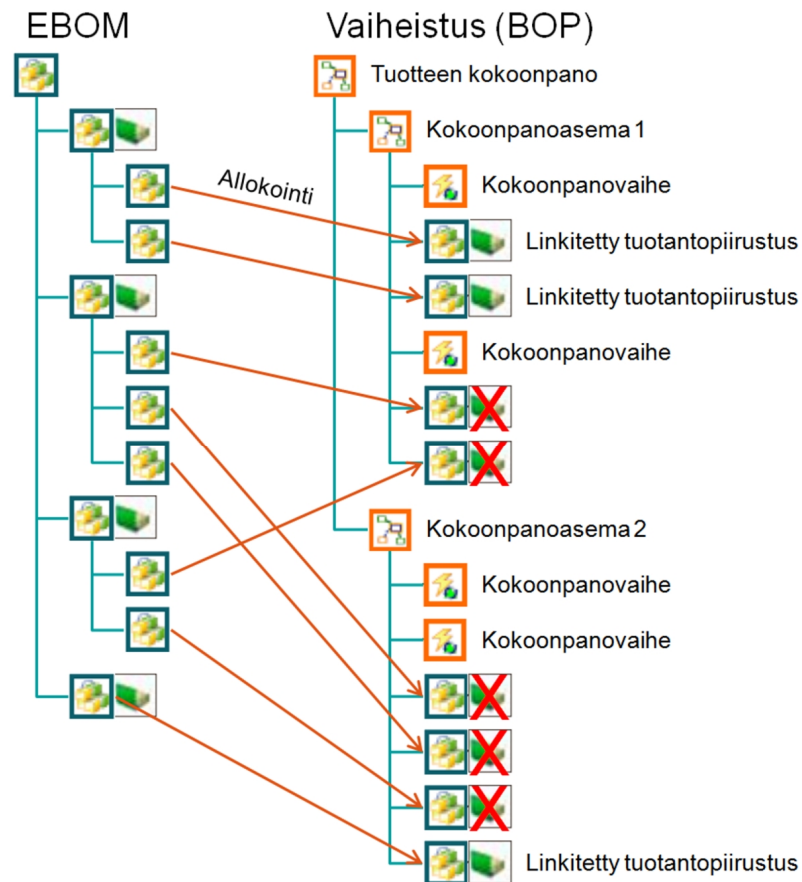 EBOM
Vaiheistus (BOP)
Tuotteen kokoonpano
Kokoonpanoasema 1
Kokoonpanovaihe
Allokointi
Linkitetty tuotantopiirustus
Linkitetty tuotantopiirustus
Kokoonpanovaihe
Kokoonpanoasema 2
Kokoonpanovaihe
Kokoonpanovaihe
Linkitetty tuotantopiirustus